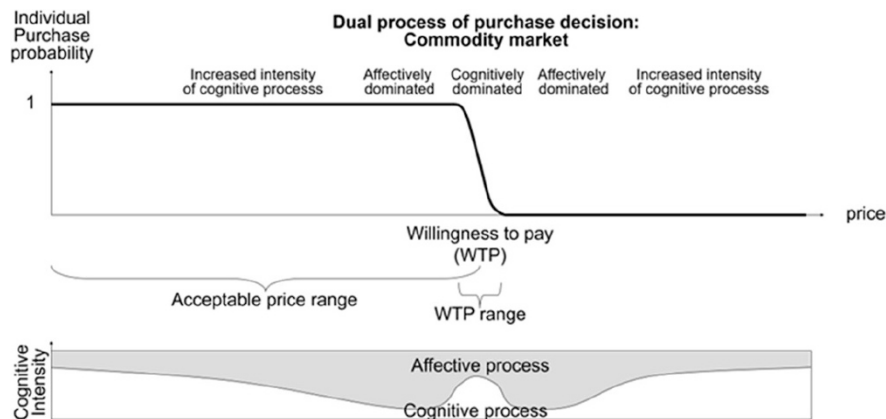 Individual
Purchase
probability
Dual process of purchase decision:
Commodity market
Increased intensity
of cognitive processs
Affectively
dominated
Cognitively
dominated
Affectively
dominated
Increased intensity
of cognitive processs
1
price
Willingness to pay
(WTP)
Acceptable price range
WTP range
Cognitive
Intensity
Affective process
Cognitive process